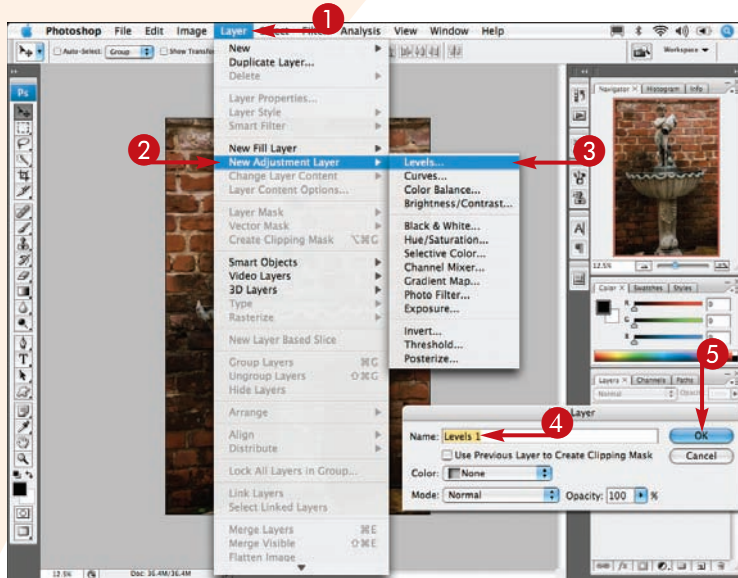 1
Photoshop File Edit Image Layer Select Filter Analysis View Window Help
Auto-Select: Group Show Transfo
Workspace
Ps
New
Duplicate Layer...
Delete
Layer Properties...
Layer Style
Smart Filter
New Fill Layer
2
New Adjustment Layer
Change Layer Content
Layer Content Options...
Layer Mask
Vector Mask
Create Clipping Mask ⌥⌘G
Smart Objects
Video Layers
3D Layers
Type
Rasterize
New Layer Based Slice
Group Layers ⌘G
Ungroup Layers ⇧⌘G
Hide Layers
Arrange
Align
Distribute
Lock All Layers in Group...
Link Layers
Select Linked Layers
Merge Layers ⌘E
Merge Visible ⇧⌘E
Flatten Image
Levels...
3
Curves...
Color Balance...
Brightness/Contrast...
Black & White...
Hue/Saturation...
Selective Color...
Channel Mixer...
Gradient Map...
Photo Filter...
Exposure...
Invert...
Threshold...
Posterize...
Navigator × Histogram Info
12.5%
Color × Swatches Styles
R 0
G 0
0
Layers × Channels Paths
Normal
5
Layer
4
Name: Levels 1
OK
Use Previous Layer to Create Clipping Mask
Cancel
Color: None
Mode: Normal Opacity: 100 %
12.5% Doc: 36.4M/36.4M